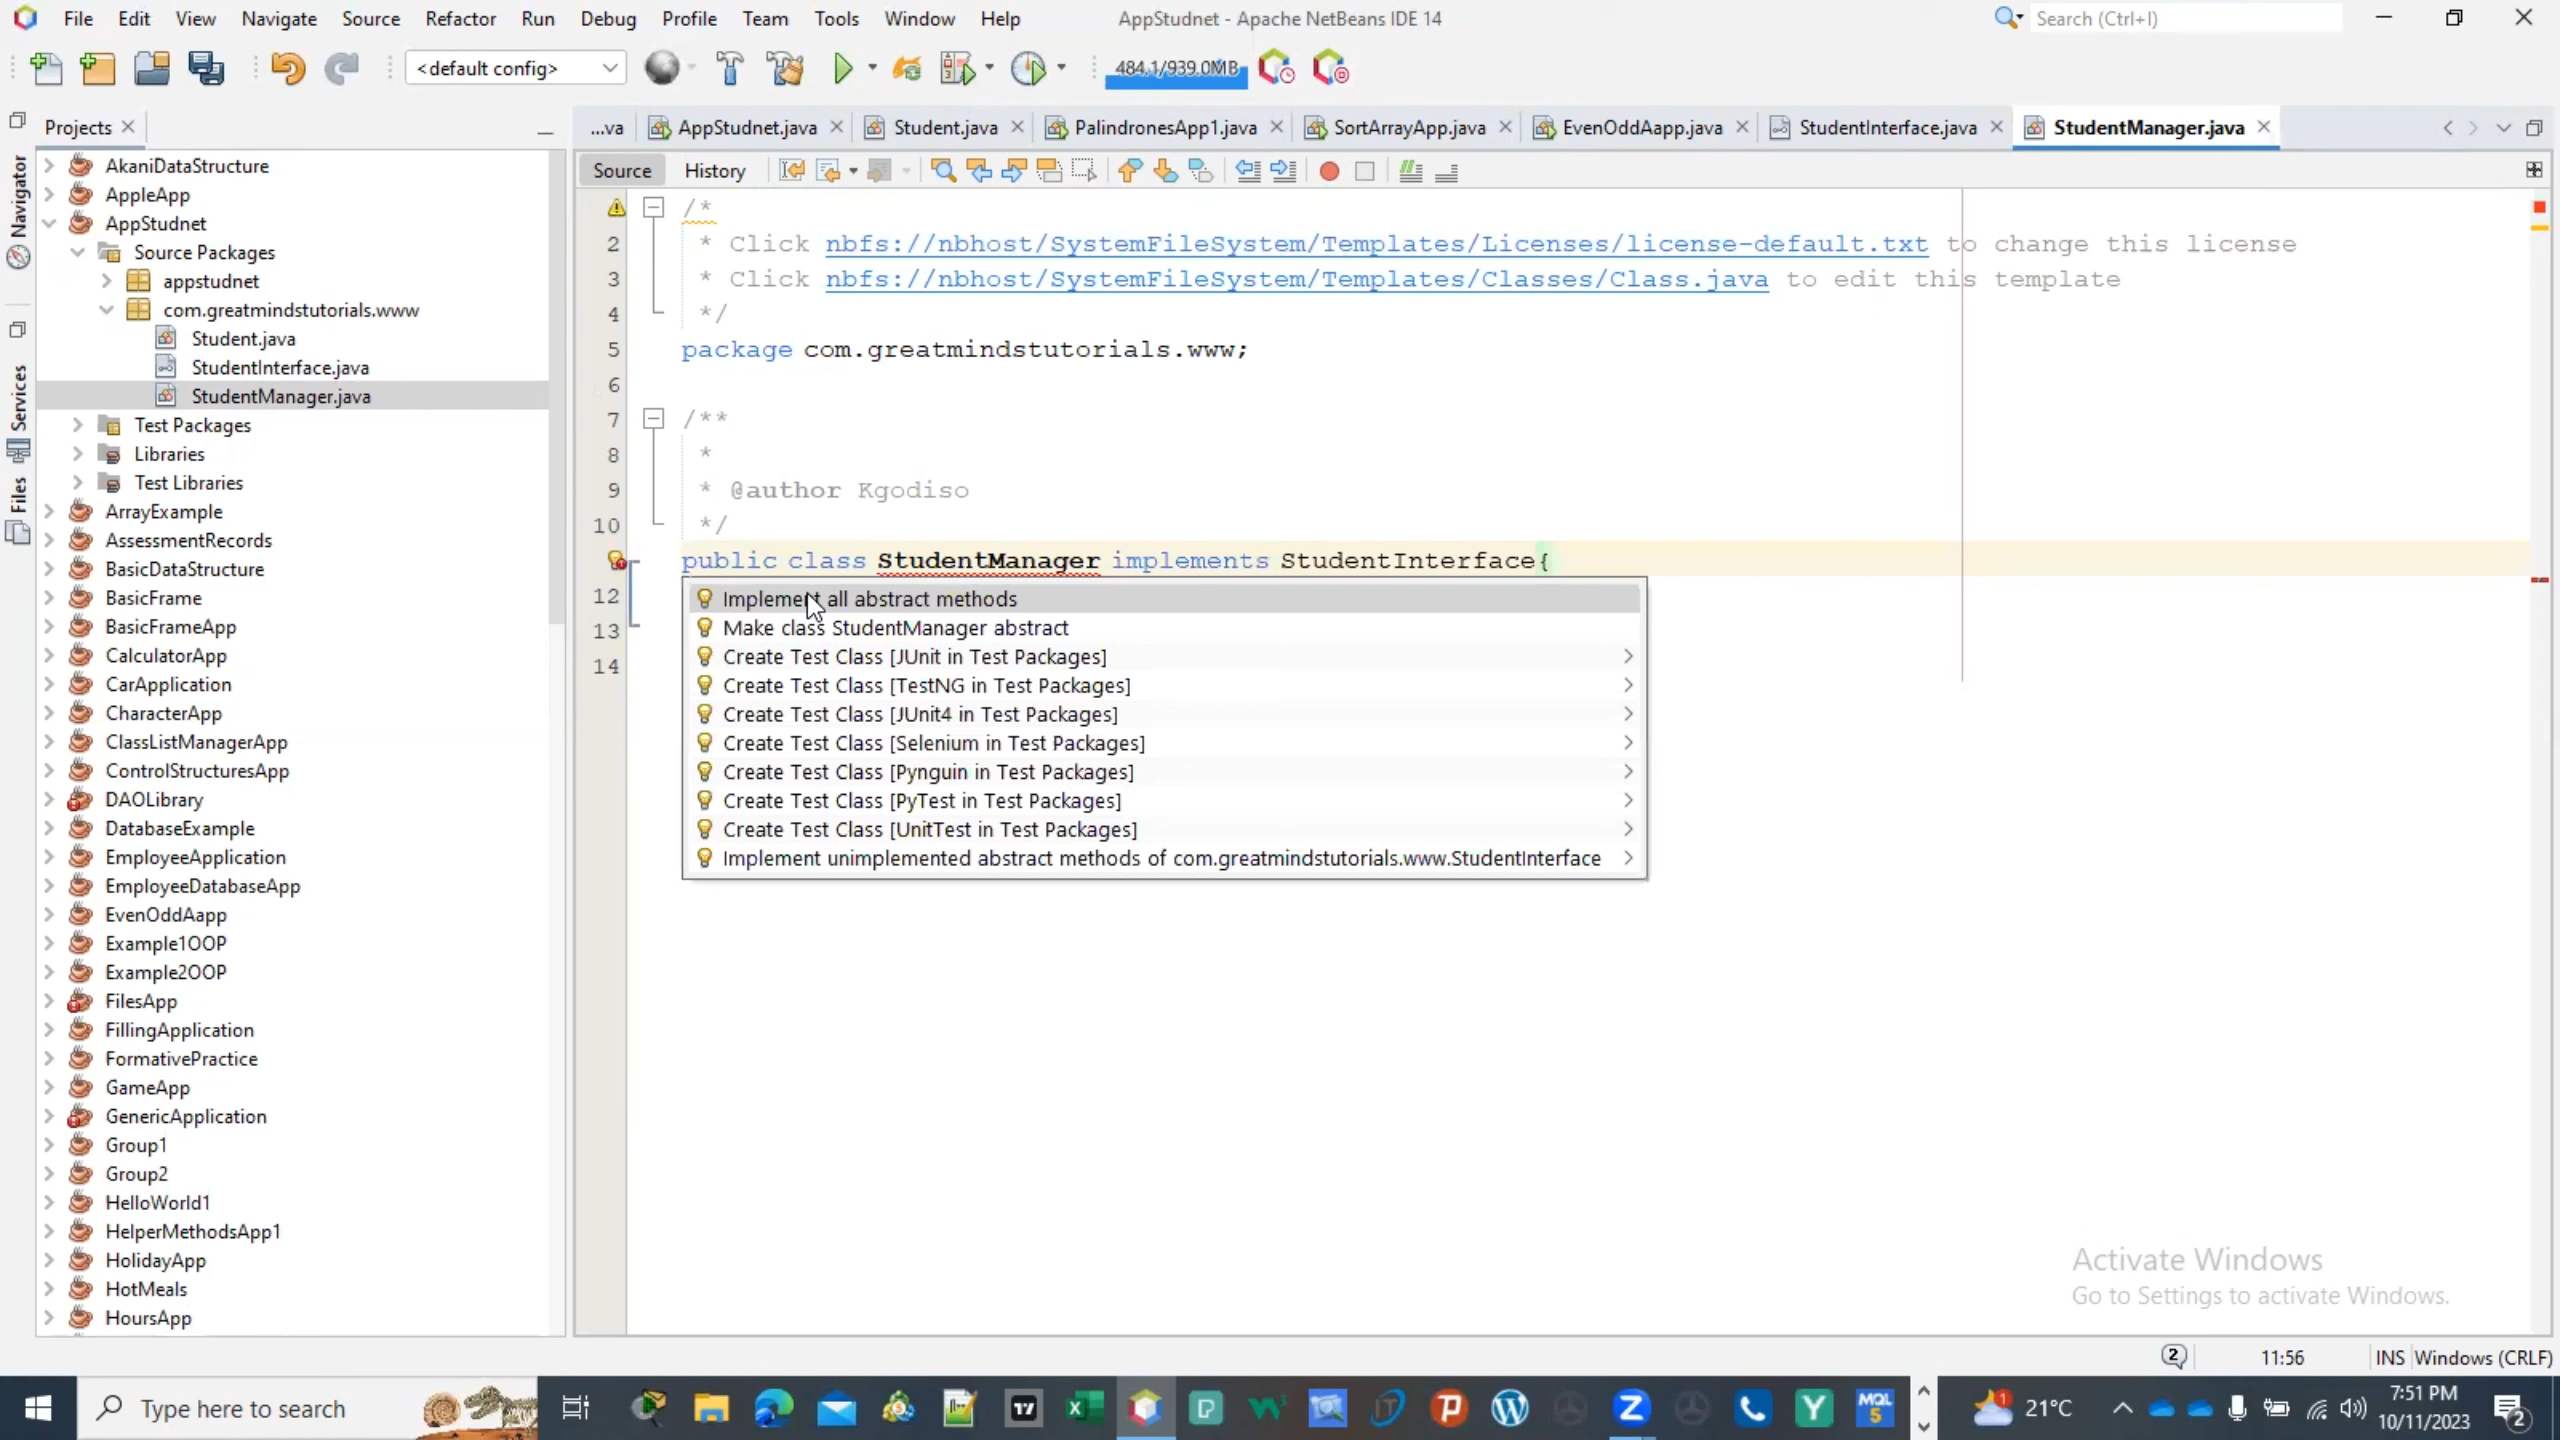 File Edit View Navigate Source Refactor Run Debug Profile Team Tools Window Help
AppStudnet - Apache NetBeans IDE 14
Search (Ctrl+I)
<default config>
484.1/939.0MB
Projects
Navigator
Services
Files
AkaniDataStructure
AppleApp
AppStudnet
Source Packages
appstudnet
com.greatmindstutorials.www
Student.java
StudentInterface.java
StudentManager.java
Test Packages
Libraries
Test Libraries
ArrayExample
AssessmentRecords
BasicDataStructure
BasicFrame
BasicFrameApp
CalculatorApp
CarApplication
CharacterApp
ClassListManagerApp
ControlStructuresApp
DAOLibrary
DatabaseExample
EmployeeApplication
EmployeeDatabaseApp
EvenOddAapp
Example1OOP
Example2OOP
FilesApp
FillingApplication
FormativePractice
GameApp
GenericApplication
Group1
Group2
HelloWorld1
HelperMethodsApp1
HolidayApp
HotMeals
HoursApp
...va AppStudnet.java Student.java PalindronesApp1.java SortArrayApp.java EvenOddAapp.java StudentInterface.java StudentManager.java
Source History
/*
2 * Click nbfs://nbhost/SystemFileSystem/Templates/Licenses/license-default.txt to change this license
3 * Click nbfs://nbhost/SystemFileSystem/Templates/Classes/Class.java to edit this template
4 */
5 package com.greatmindstutorials.www;
6
7 /**
8 *
9 * @author Kgodiso
10 */
public class StudentManager implements StudentInterface{
12
13
14
Implement all abstract methods
Make class StudentManager abstract
Create Test Class [JUnit in Test Packages]
Create Test Class [TestNG in Test Packages]
Create Test Class [JUnit4 in Test Packages]
Create Test Class [Selenium in Test Packages]
Create Test Class [Pynguin in Test Packages]
Create Test Class [PyTest in Test Packages]
Create Test Class [UnitTest in Test Packages]
Implement unimplemented abstract methods of com.greatmindstutorials.www.StudentInterface
Activate Windows
Go to Settings to activate Windows.
2 11:56 INS Windows (CRLF)
Type here to search
MQL
5
1
21°C
7:51 PM
10/11/2023
2